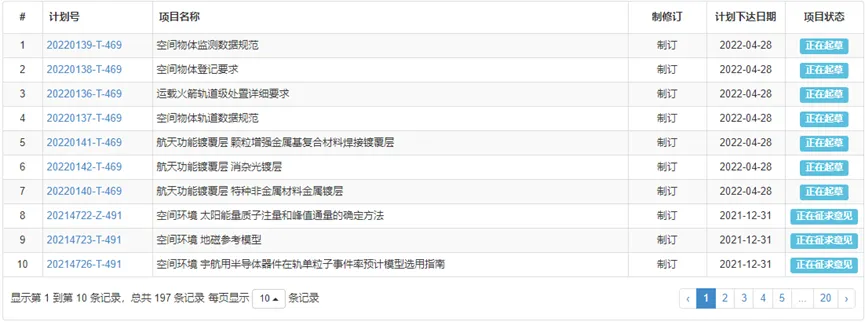 # 计划号 项目名称 制修订 计划下达日期 项目状态
1 20220139-T-469 空间物体监测数据规范 制订 2022-04-28 正在起草
2 20220138-T-469 空间物体登记要求 制订 2022-04-28 正在起草
3 20220136-T-469 运载火箭轨道级处置详细要求 制订 2022-04-28 正在起草
4 20220137-T-469 空间物体轨道数据规范 制订 2022-04-28 正在起草
5 20220141-T-469 航天功能镀覆层 颗粒增强金属基复合材料焊接镀覆层 制订 2022-04-28 正在起草
6 20220142-T-469 航天功能镀覆层 消杂光镀层 制订 2022-04-28 正在起草
7 20220140-T-469 航天功能镀覆层 特种非金属材料金属镀层 制订 2022-04-28 正在起草
8 20214722-Z-491 空间环境 太阳能量质子注量和峰值通量的确定方法 制订 2021-12-31 正在征求意见
9 20214723-T-491 空间环境 地磁参考模型 制订 2021-12-31 正在征求意见
10 20214726-T-491 空间环境 宇航用半导体器件在轨单粒子事件率预计模型选用指南 制订 2021-12-31 正在征求意见
显示第 1 到第 10 条记录，总共 197 条记录 每页显示 10 条记录 ‹ 1 2 3 4 5 ... 20 ›